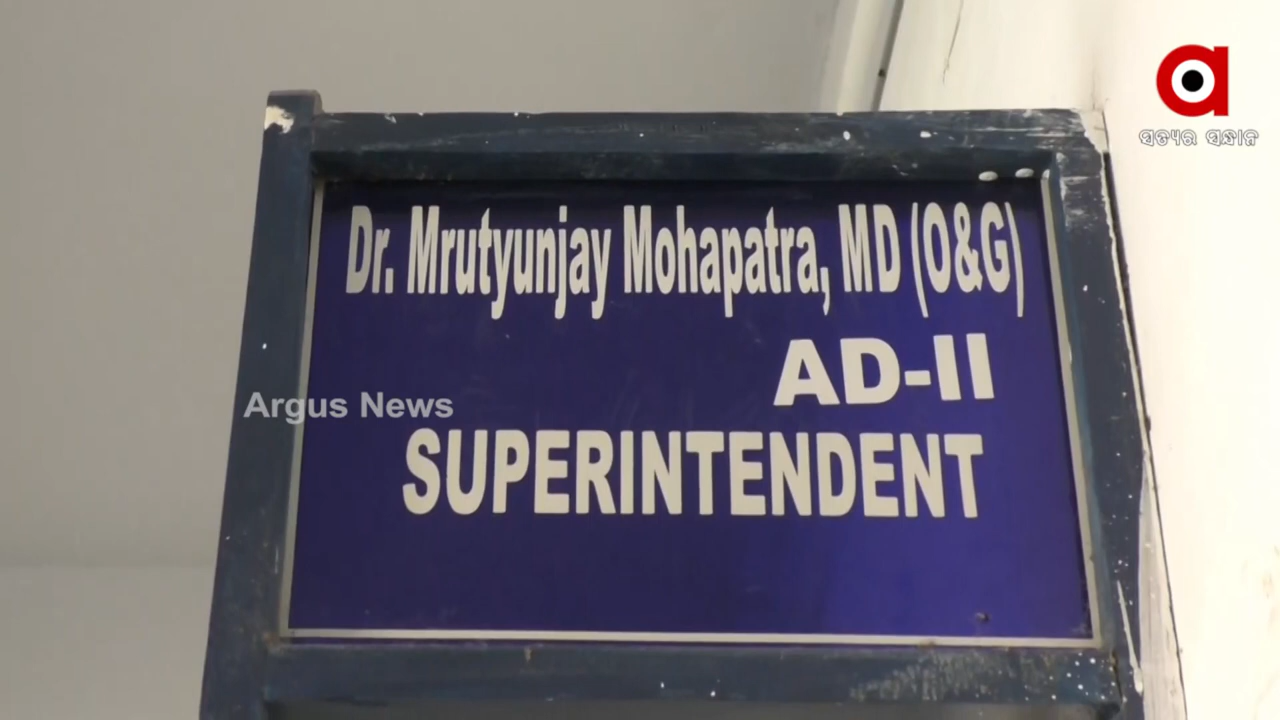 ସତ୍ୟର ସନ୍ଧାନ
Dr. Mrutyunjay Mohapatra, MD (O&G)
AD-II
Argus News
SUPERINTENDENT